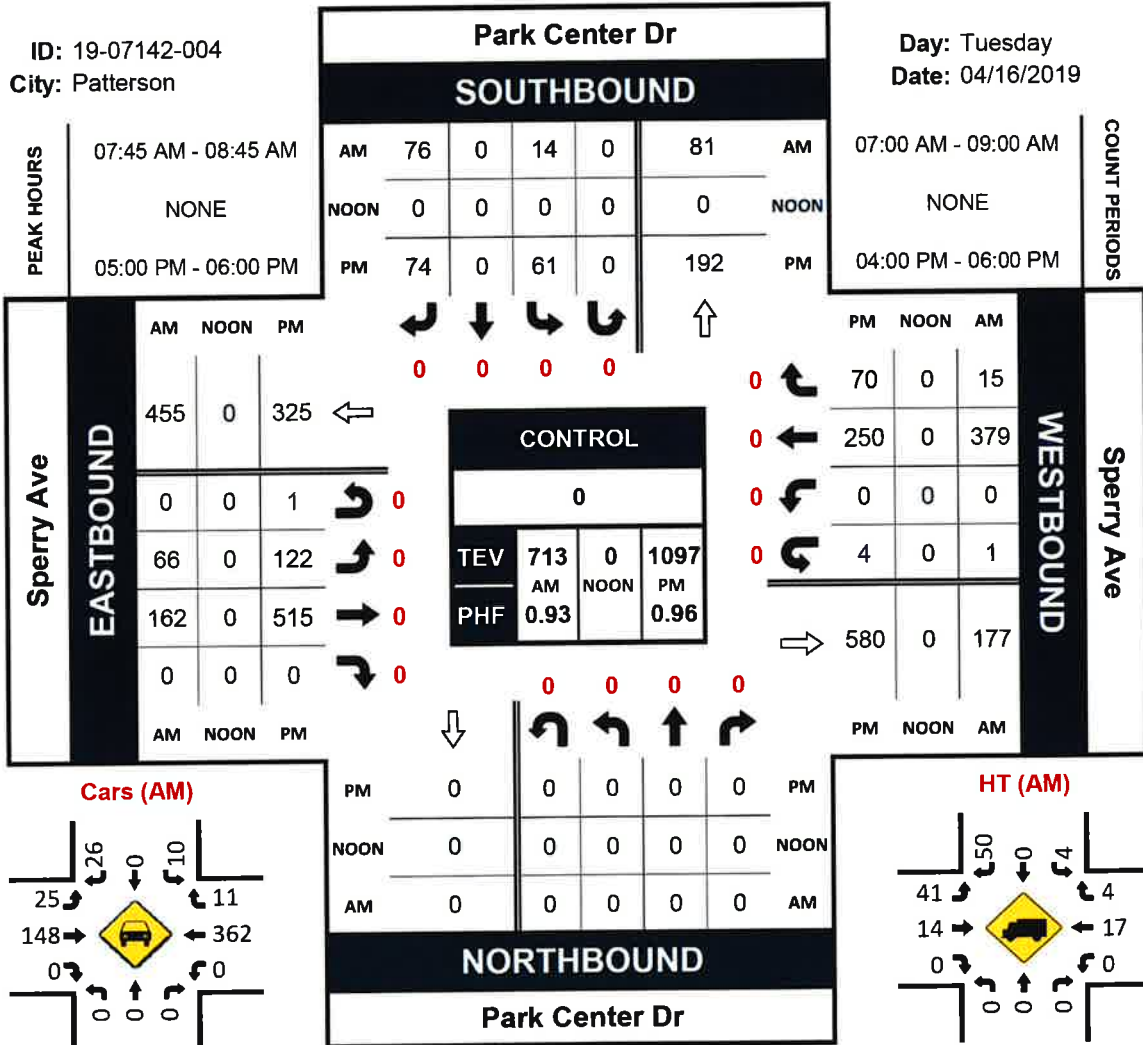 ID: 19-07142-004
City: Patterson
Park Center Dr
SOUTHBOUND
Day: Tuesday
Date: 04/16/2019
PEAK HOURS
07:45 AM - 08:45 AM
NONE
05:00 PM - 06:00 PM
AM 76 0 14 0 81 AM
NOON 0 0 0 0 0 NOON
PM 74 0 61 0 192 PM
07:00 AM - 09:00 AM
NONE
04:00 PM - 06:00 PM
COUNT PERIODS
0 0 0 0
Sperry Ave
EASTBOUND
AM NOON PM
455 0 325
0 0 1 0
66 0 122 0
162 0 515 0
0 0 0 0
AM NOON PM
CONTROL
0
TEV 713 0 1097
AM NOON PM
PHF 0.93 0.96
PM NOON AM
0 70 0 15
0 250 0 379
0 0 0 0
0 4 0 1
580 0 177
PM NOON AM
WESTBOUND
Sperry Ave
0 0 0 0
PM 0 0 0 0 0 PM
NOON 0 0 0 0 0 NOON
AM 0 0 0 0 0 AM
NORTHBOUND
Park Center Dr
Cars (AM)
26 0 10
25 11
148 362
0 0
0 0 0
HT (AM)
50 0 4
41 4
14 17
0 0
0 0 0